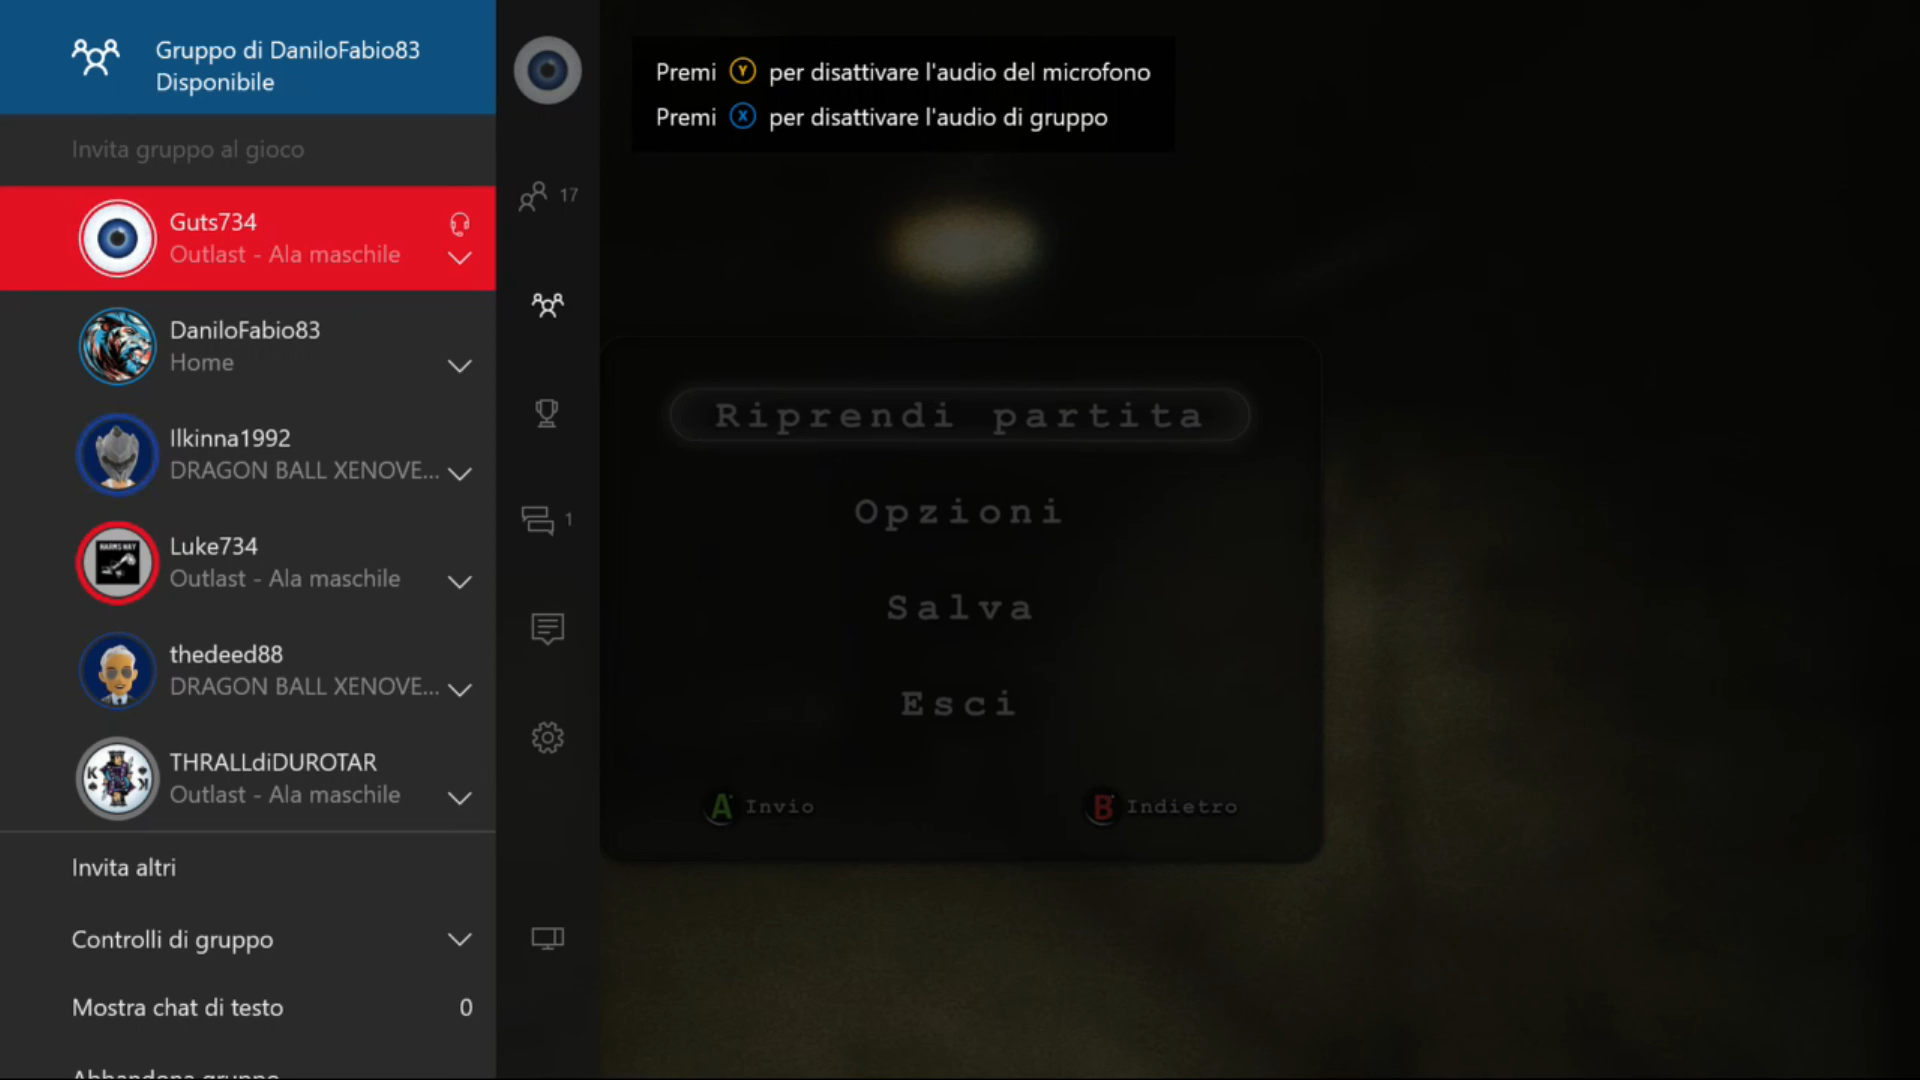 Gruppo di DaniloFabio83
Disponibile
Invita gruppo al gioco
Guts734
Outlast - Ala maschile
DaniloFabio83
Home
Ilkinna1992
DRAGON BALL XENOVE...
Luke734
Outlast - Ala maschile
thedeed88
DRAGON BALL XENOVE...
THRALLdiDUROTAR
Outlast - Ala maschile
Invita altri
Controlli di gruppo
Mostra chat di testo 0
Abbandona gruppo
17
1
Premi Y per disattivare l'audio del microfono
Premi X per disattivare l'audio di gruppo
Riprendi partita
Opzioni
Salva
Esci
A Invio
B Indietro